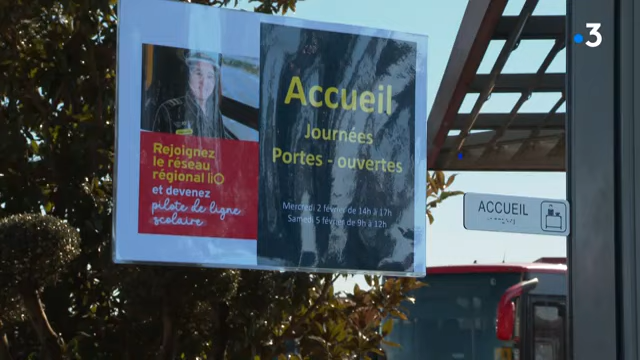 3
Accueil
Journées
Portes - ouvertes
Mercredi 2 février de 14h à 17h
Samedi 5 février de 9h à 12h
Rejoignez
le réseau
régional liO
et devenez
pilote de ligne
scolaire
ACCUEIL